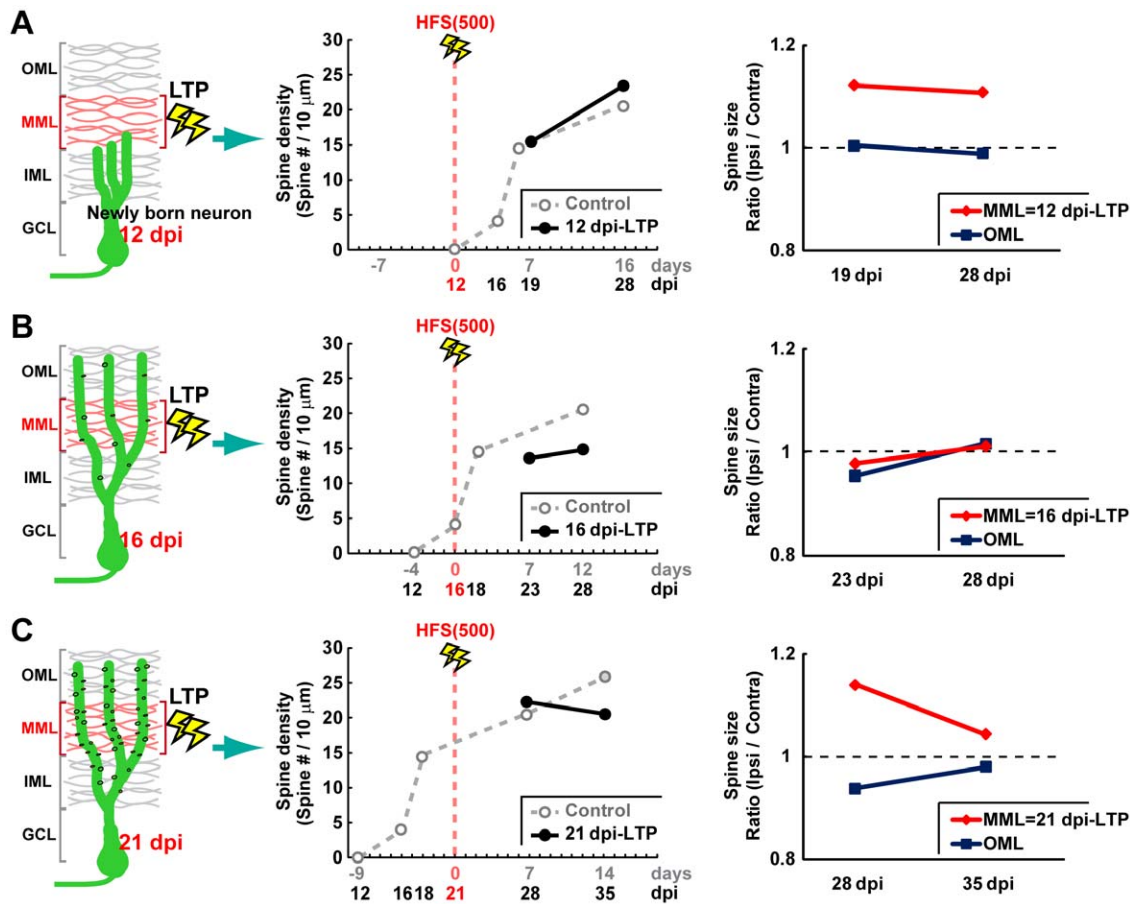 A
OML
MML
IML
GCL
LTP
Newly born neuron
12 dpi
HFS(500)
Spine density
(Spine # / 10 μm)
30
25
20
15
10
5
0
Control
12 dpi-LTP
-7 0 7 16 days
12 16 19 28 dpi
Spine size
Ratio (Ipsi / Contra)
1.2
1
0.8
MML=12 dpi-LTP
OML
19 dpi 28 dpi
B
OML
MML
IML
GCL
LTP
16 dpi
HFS(500)
Spine density
(Spine # / 10 μm)
30
25
20
15
10
5
0
Control
16 dpi-LTP
-4 0 7 12 days
12 16 18 23 28 dpi
Spine size
Ratio (Ipsi / Contra)
1.2
1
0.8
MML=16 dpi-LTP
OML
23 dpi 28 dpi
C
OML
MML
IML
GCL
LTP
21 dpi
HFS(500)
Spine density
(Spine # / 10 μm)
30
25
20
15
10
5
0
Control
21 dpi-LTP
-9 0 7 14 days
12 16 18 21 28 35 dpi
Spine size
Ratio (Ipsi / Contra)
1.2
1
0.8
MML=21 dpi-LTP
OML
28 dpi 35 dpi